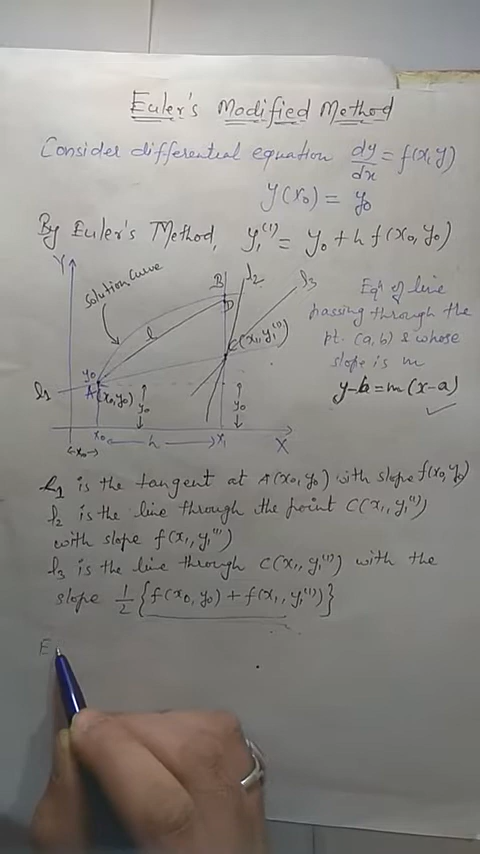 Euler's Modified Method
Consider differential equation dy/dx = f(x,y)
y(x₀) = y₀
By Euler's Method, y₁⁽¹⁾ = y₀ + h f(x₀, y₀)
Y
B
l₂
l₃
solution curve
D
l
C(x₁,y₁⁽¹⁾)
y₀
l₁
A(x₀,y₀)
y₀
y₀
x₀
h
x₁
X
x₀
Eqⁿ of line
passing through the
pt. (a, b) & whose
slope is m
y-b=m(x-a)
l₁ is the tangent at A(x₀,y₀) with slope f(x₀,y₀)
l₂ is the line through the point C(x₁,y₁⁽¹⁾)
with slope f(x₁,y₁⁽¹⁾)
l₃ is the line through C(x₁,y₁⁽¹⁾) with the
slope 1/2 {f(x₀,y₀) + f(x₁,y₁⁽¹⁾)}
E